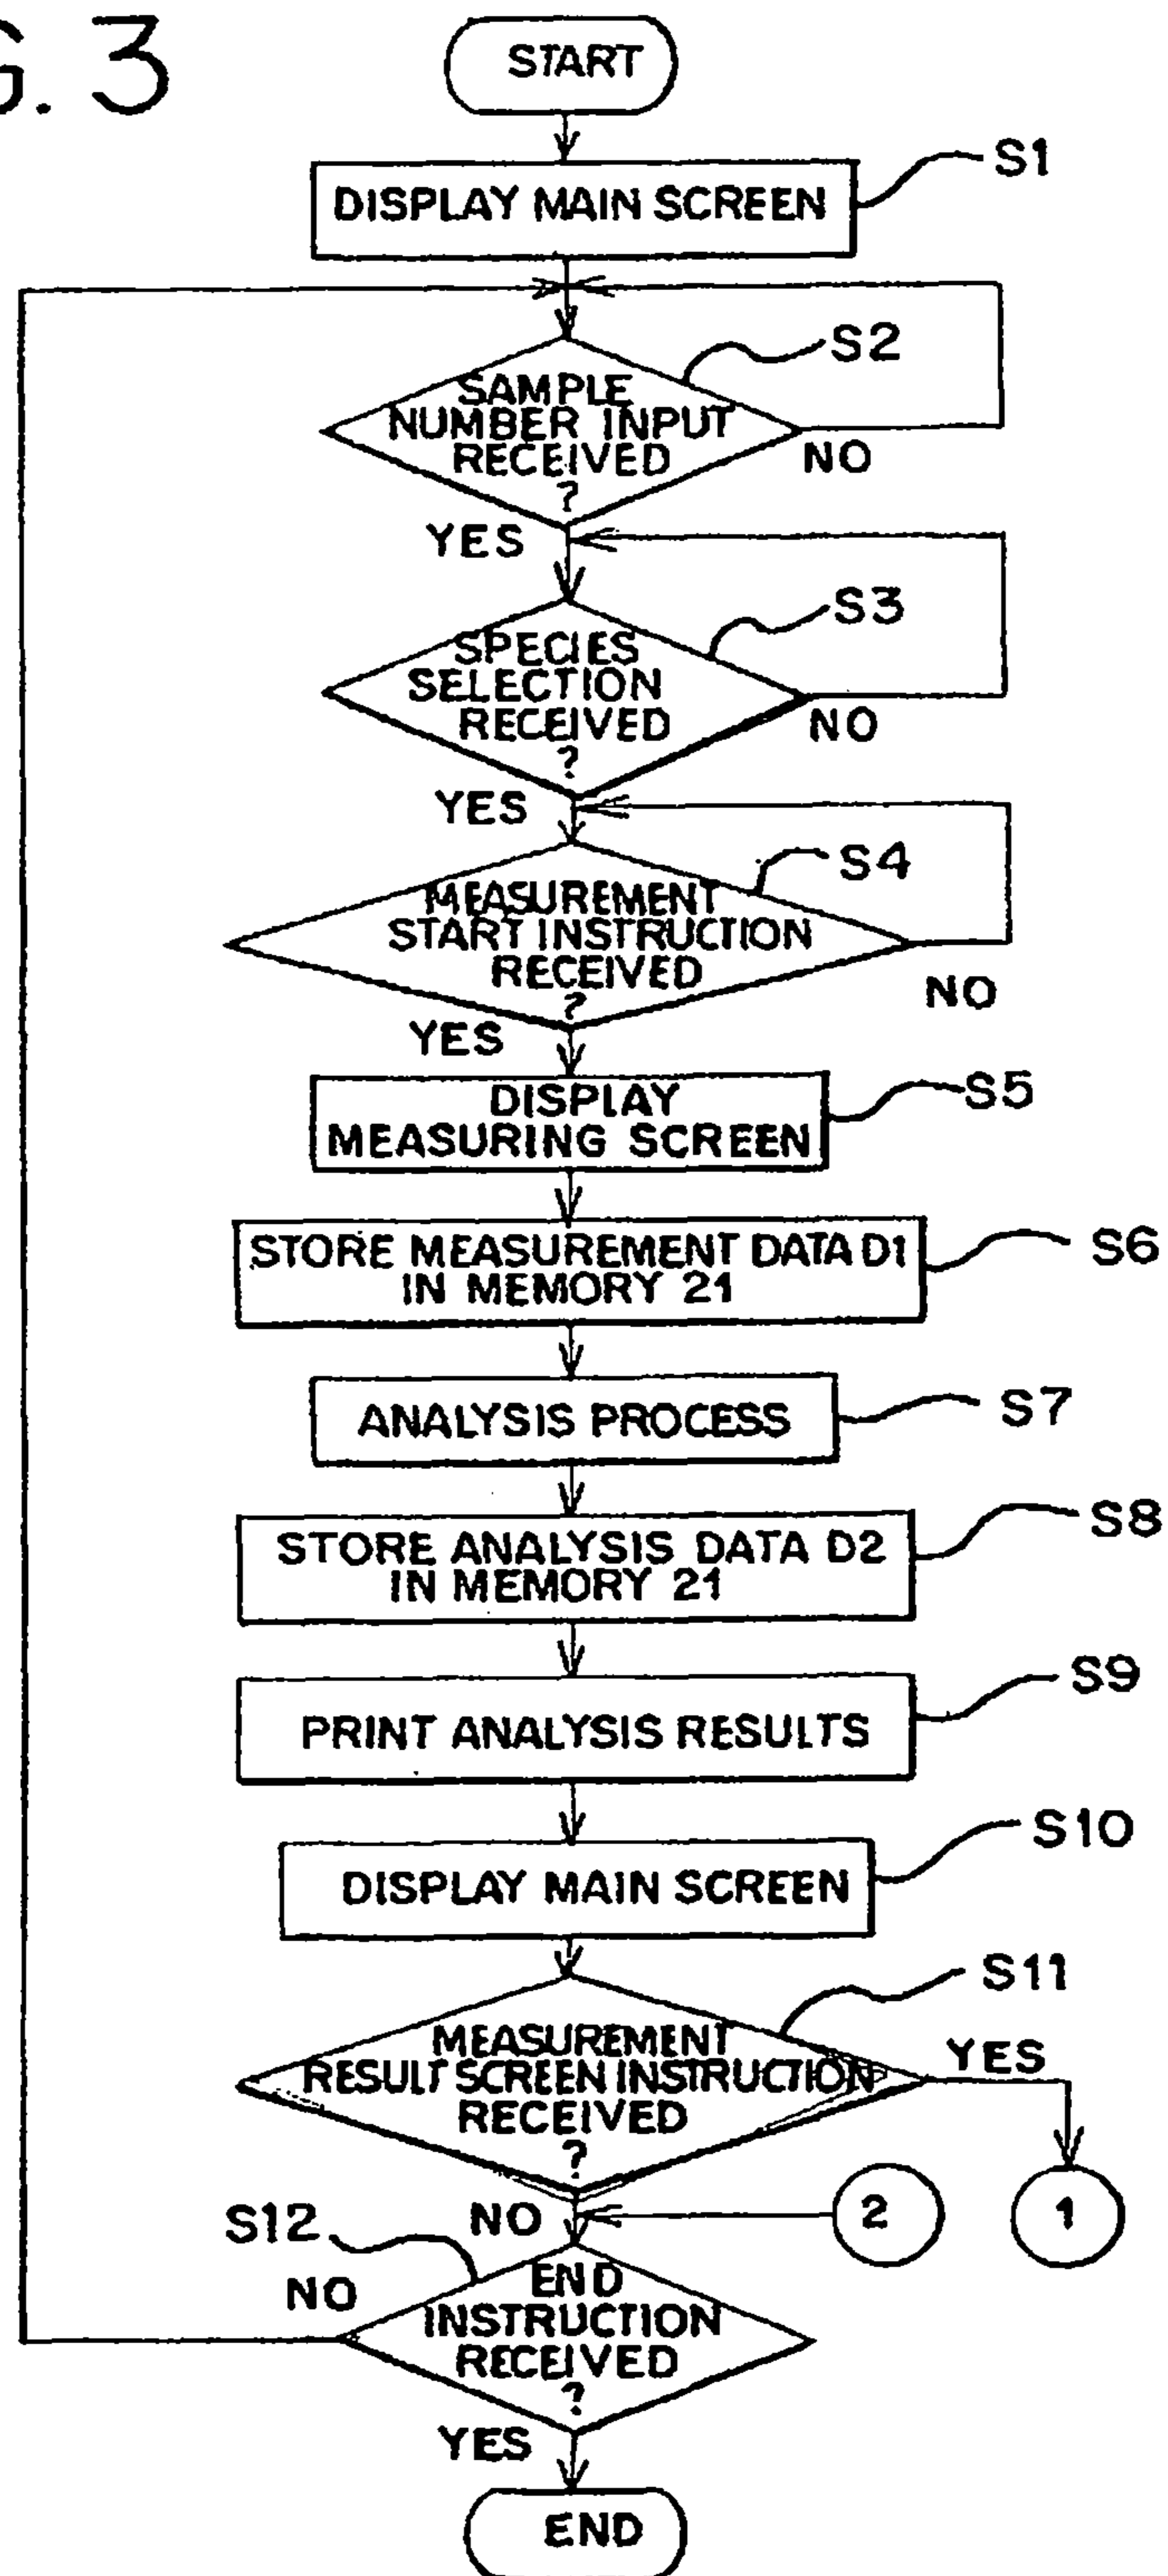 G. 3
START
DISPLAY MAIN SCREEN
S1
SAMPLE
NUMBER INPUT
RECEIVED
?
S2
NO
YES
SPECIES
SELECTION
RECEIVED
?
S3
NO
YES
MEASUREMENT
START INSTRUCTION
RECEIVED
?
S4
NO
YES
DISPLAY
MEASURING SCREEN
S5
STORE MEASUREMENT DATA D1
IN MEMORY 21
S6
ANALYSIS PROCESS
S7
STORE ANALYSIS DATA D2
IN MEMORY 21
S8
PRINT ANALYSIS RESULTS
S9
DISPLAY MAIN SCREEN
S10
MEASUREMENT
RESULT SCREEN INSTRUCTION
RECEIVED
?
S11
YES
NO
2
1
S12
END
INSTRUCTION
RECEIVED
?
NO
YES
END